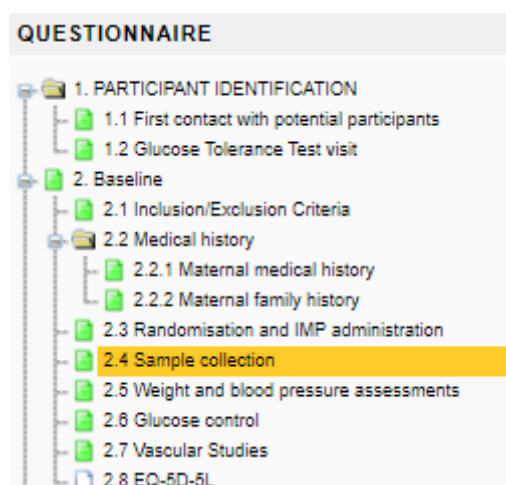 QUESTIONNAIRE
1. PARTICIPANT IDENTIFICATION
1.1 First contact with potential participants
1.2 Glucose Tolerance Test visit
2. Baseline
2.1 Inclusion/Exclusion Criteria
2.2 Medical history
2.2.1 Maternal medical history
2.2.2 Maternal family history
2.3 Randomisation and IMP administration
2.4 Sample collection
2.5 Weight and blood pressure assessments
2.6 Glucose control
2.7 Vascular Studies
2.8 EQ-5D-5L